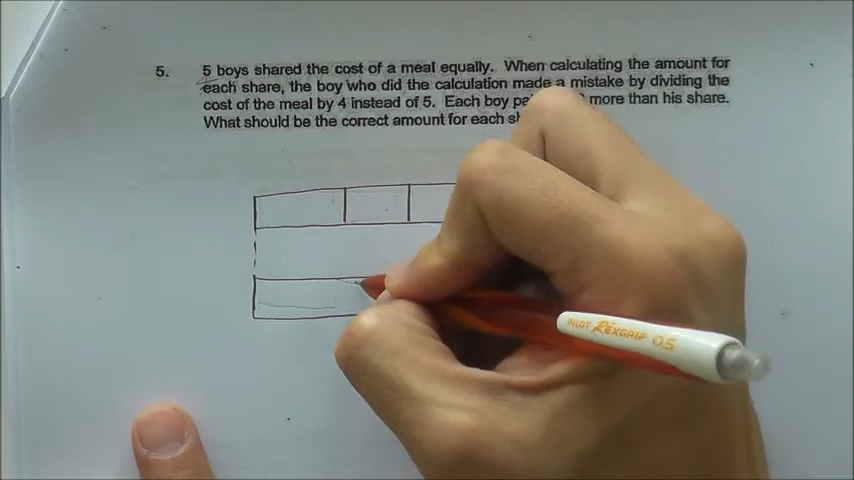 5. 5 boys shared the cost of a meal equally. When calculating the amount for
each share, the boy who did the calculation made a mistake by dividing the
cost of the meal by 4 instead of 5. Each boy more than his share.
What should be the correct amount for each
PILOT REXGRIP 0.5